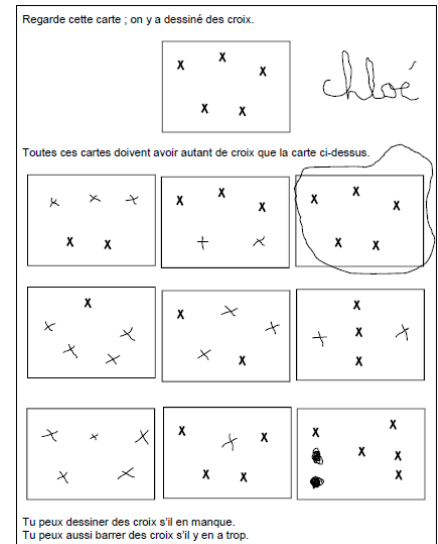 Regarde cette carte ; on y a dessiné des croix.
chloé
Toutes ces cartes doivent avoir autant de croix que la carte ci-dessus.
Tu peux dessiner des croix s'il en manque.
Tu peux aussi barrer des croix s'il y en a trop.